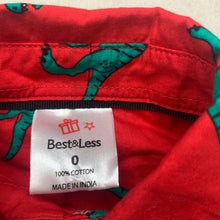 Best&Less
0
100% COTTON
MADE IN INDIA